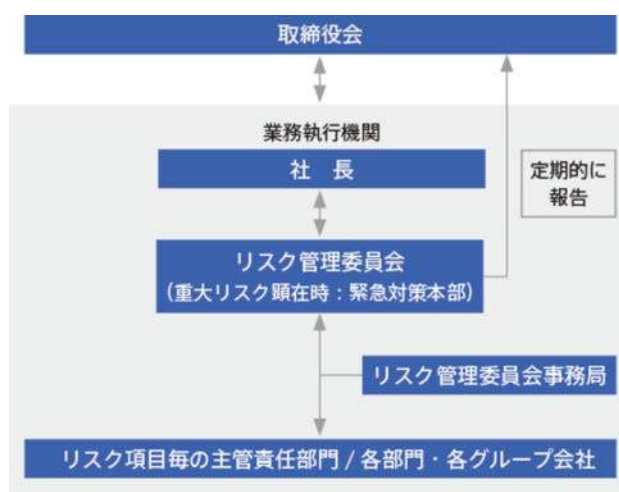 取締役会
業務執行機関
社 長
定期的に
報告
リスク管理委員会
(重大リスク顕在時：緊急対策本部)
リスク管理委員会事務局
リスク項目毎の主管責任部門 / 各部門・各グループ会社